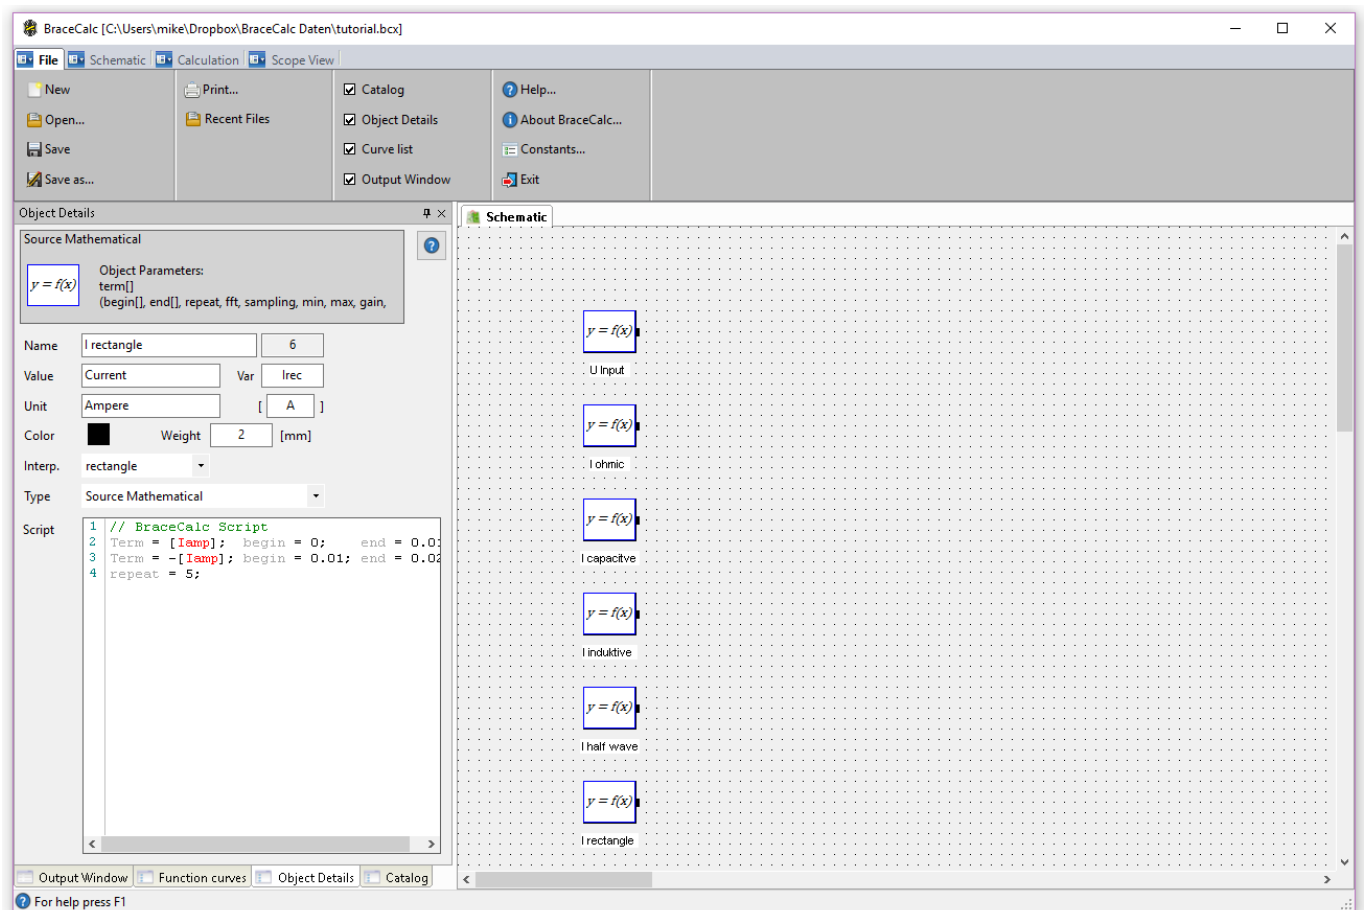 BraceCalc [C:\Users\mike\Dropbox\BraceCalc Daten\tutorial.bcx]
File Schematic Calculation Scope View
New Print... Catalog Help...
Open... Recent Files Object Details About BraceCalc...
Save Curve list Constants...
Save as... Output Window Exit
Object Details
Schematic
Source Mathematical
y = f(x)
Object Parameters:
term[]
(begin[], end[], repeat, fft, sampling, min, max, gain,
Name I rectangle 6
Value Current Var Irec
Unit Ampere [ A ]
Color Weight 2 [mm]
Interp. rectangle
Type Source Mathematical
Script
1 // BraceCalc Script
2 Term = [Iamp]; begin = 0; end = 0.01
3 Term = -[Iamp]; begin = 0.01; end = 0.02
4 repeat = 5;
y = f(x)
U Input
y = f(x)
I ohmic
y = f(x)
I capacitve
y = f(x)
I induktive
y = f(x)
I half wave
y = f(x)
I rectangle
Output Window Function curves Object Details Catalog
For help press F1